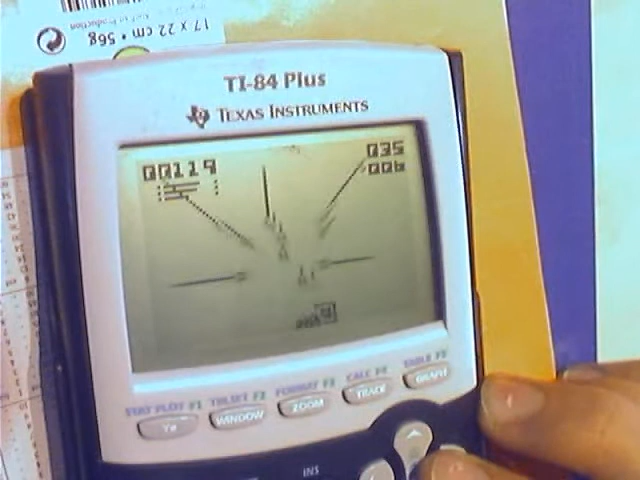 17 x 22 cm • 56g
TI-84 Plus
TEXAS INSTRUMENTS
00119
035
006
STAT PLOT F1
TBLSET F2
FORMAT F3
CALC F4
TABLE F5
Y=
WINDOW
ZOOM
TRACE
GRAPH
INS